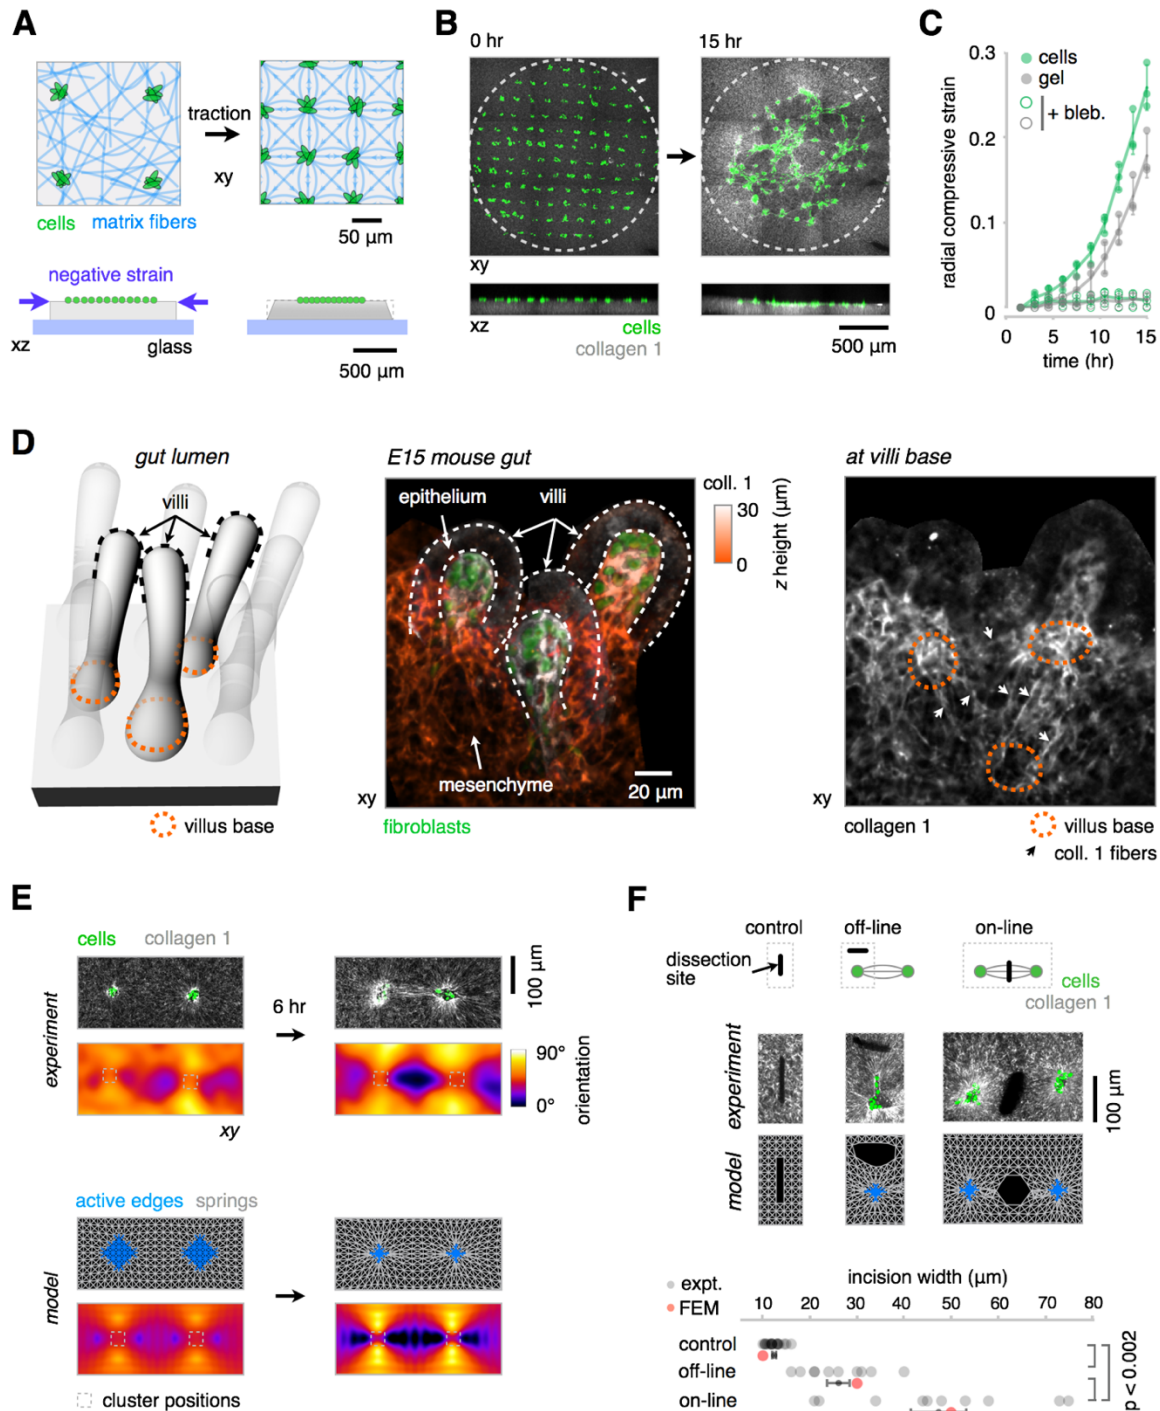 A
traction
xy
cells matrix fibers
50 µm
negative strain
xz
glass
500 µm
B
0 hr
15 hr
xy
xz
cells
collagen 1
500 µm
C
radial compressive strain
0.3
0.2
0.1
0
cells
gel
+ bleb.
0 5 10 15
time (hr)
D
gut lumen
villi
villus base
E15 mouse gut
epithelium
villi
mesenchyme
20 µm
xy
fibroblasts
coll. 1
30
0
z height (µm)
at villi base
xy
collagen 1
villus base
coll. 1 fibers
E
cells collagen 1
experiment
6 hr
100 µm
90°
0°
orientation
xy
active edges springs
model
cluster positions
F
control off-line on-line
dissection
site
cells
collagen 1
experiment
100 µm
model
expt.
FEM
incision width (µm)
10 20 30 40 50 60 70 80
control
off-line
on-line
p < 0.002